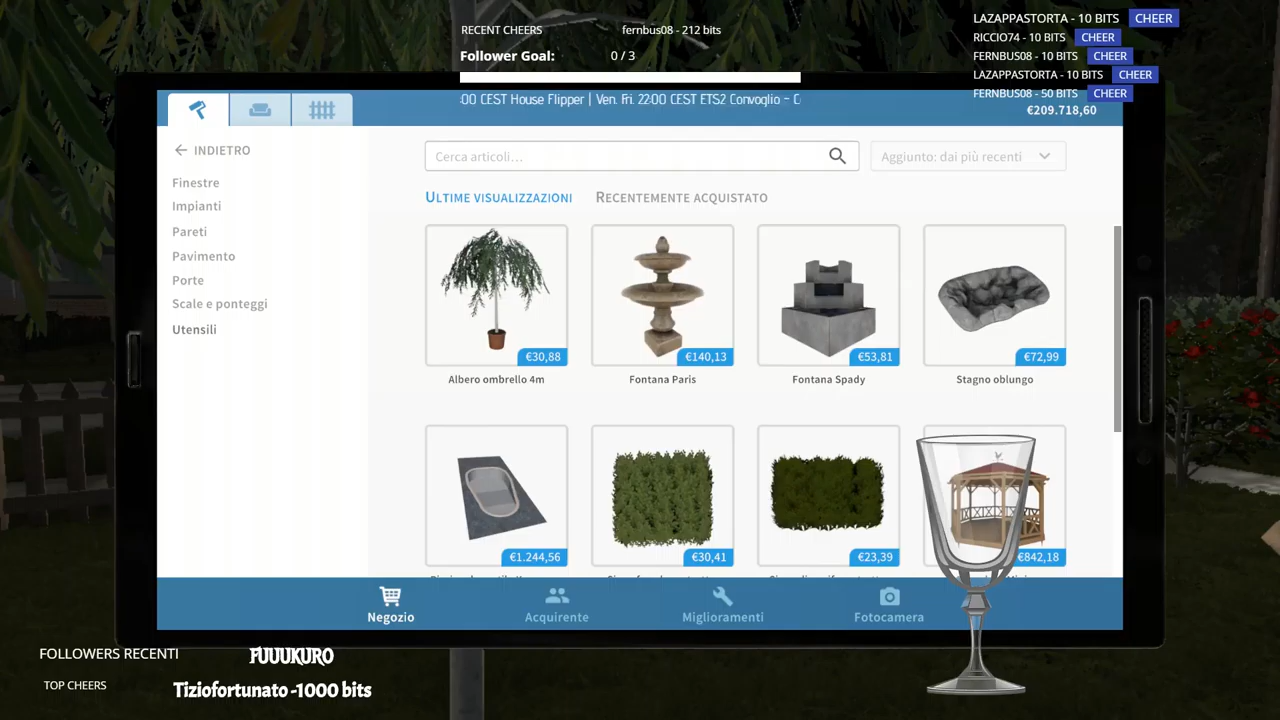 RECENT CHEERS
fernbus08 - 212 bits
Follower Goal:
0 / 3
LAZAPPASTORTA - 10 BITS CHEER
RICCIO74 - 10 BITS CHEER
FERNBUS08 - 10 BITS CHEER
LAZAPPASTORTA - 10 BITS CHEER
FERNBUS08 - 50 BITS CHEER
:00 CEST House Flipper | Ven. Fri. 22:00 CEST ETS2 Convoglio -
€209.718,60
INDIETRO
Finestre
Impianti
Pareti
Pavimento
Porte
Scale e ponteggi
Utensili
Cerca articoli...
Aggiunto: dai più recenti
ULTIME VISUALIZZAZIONI
RECENTEMENTE ACQUISTATO
€30,88
€140,13
€53,81
€72,99
Albero ombrello 4m
Fontana Paris
Fontana Spady
Stagno oblungo
€1.244,56
€30,41
€23,39
€842,18
Negozio
Acquirente
Miglioramenti
Fotocamera
FOLLOWERS RECENTI
FUUUKURO
TOP CHEERS
Tiziofortunato -1000 bits